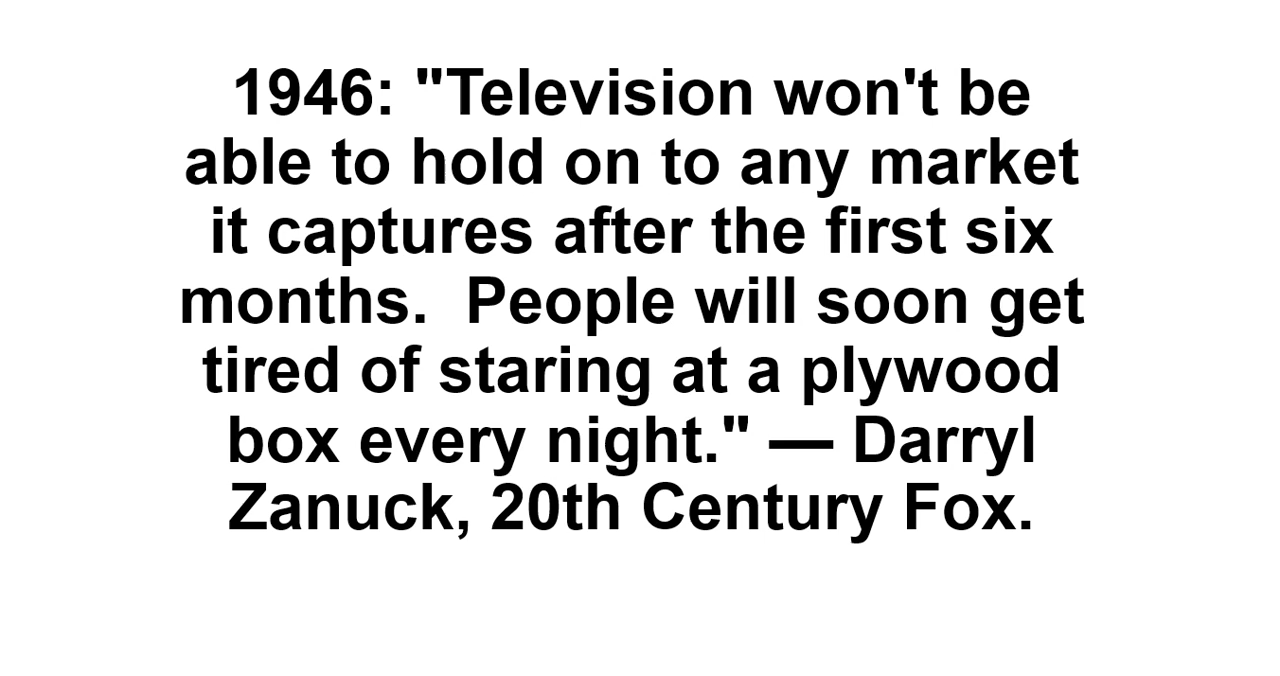 1946: "Television won't be
able to hold on to any market
it captures after the first six
months.  People will soon get
tired of staring at a plywood
box every night." — Darryl
Zanuck, 20th Century Fox.